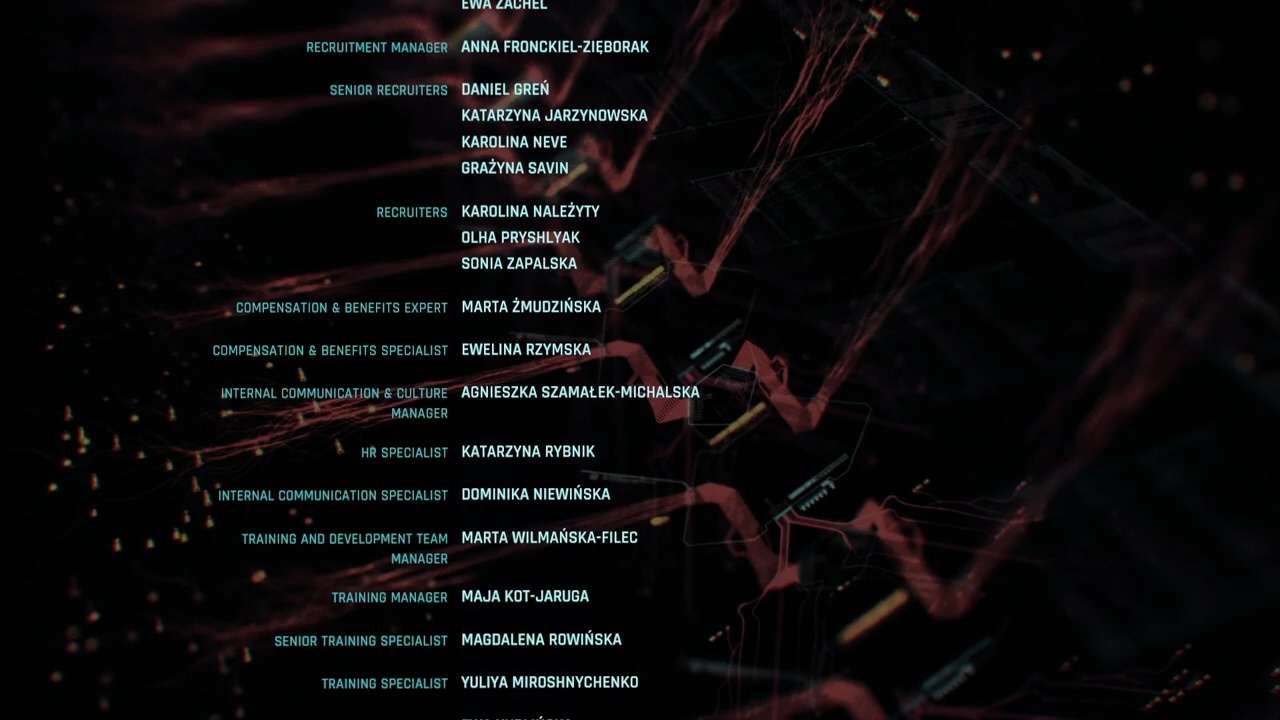 EWA ZACHEL
RECRUITMENT MANAGER ANNA FRONCKIEL-ZIĘBORAK
SENIOR RECRUITERS DANIEL GREŃ
KATARZYNA JARZYNOWSKA
KAROLINA NEVE
GRAŻYNA SAVIN
RECRUITERS KAROLINA NALEŻYTY
OLHA PRYSHLYAK
SONIA ZAPALSKA
COMPENSATION & BENEFITS EXPERT MARTA ŻMUDZIŃSKA
COMPENSATION & BENEFITS SPECIALIST EWELINA RZYMSKA
INTERNAL COMMUNICATION & CULTURE AGNIESZKA SZAMAŁEK-MICHALSKA
MANAGER
HR SPECIALIST KATARZYNA RYBNIK
INTERNAL COMMUNICATION SPECIALIST DOMINIKA NIEWIŃSKA
TRAINING AND DEVELOPMENT TEAM MARTA WILMAŃSKA-FILEC
MANAGER
TRAINING MANAGER MAJA KOT-JARUGA
SENIOR TRAINING SPECIALIST MAGDALENA ROWIŃSKA
TRAINING SPECIALIST YULIYA MIROSHNYCHENKO